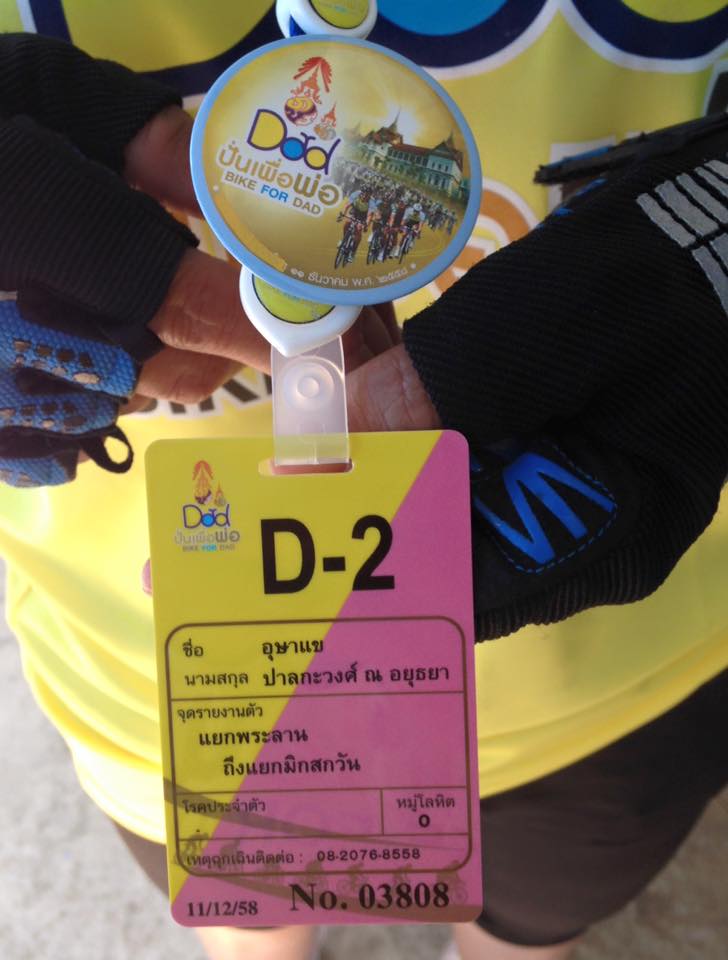 Dad
ปั่นเพื่อพ่อ
BIKE FOR DAD
๑๑ ธันวาคม พ.ศ. ๒๕๕๘
Dad
ปั่นเพื่อพ่อ
BIKE FOR DAD
D-2
ชื่อ อุษาแข
นามสกุล ปาลกะวงศ์ ณ อยุธยา
จุดรายงานตัว
แยกพระลาน
ถึงแยกมิกสกวัน
โรคประจำตัว หมู่โลหิต
- O
เหตุฉุกเฉินติดต่อ : 08-2076-8558
11/12/58 No. 03808